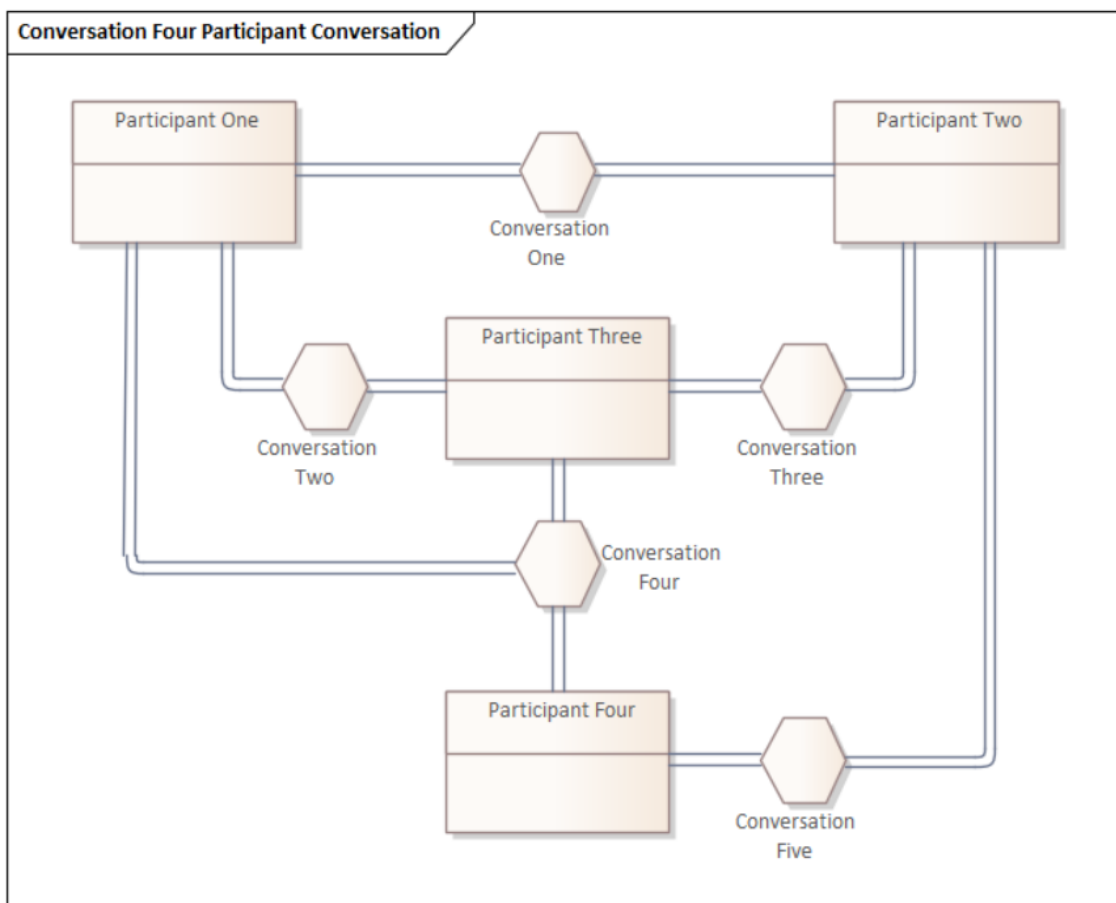 Conversation Four Participant Conversation
Participant One
Participant Two
Conversation
One
Participant Three
Conversation
Two
Conversation
Three
Conversation
Four
Participant Four
Conversation
Five